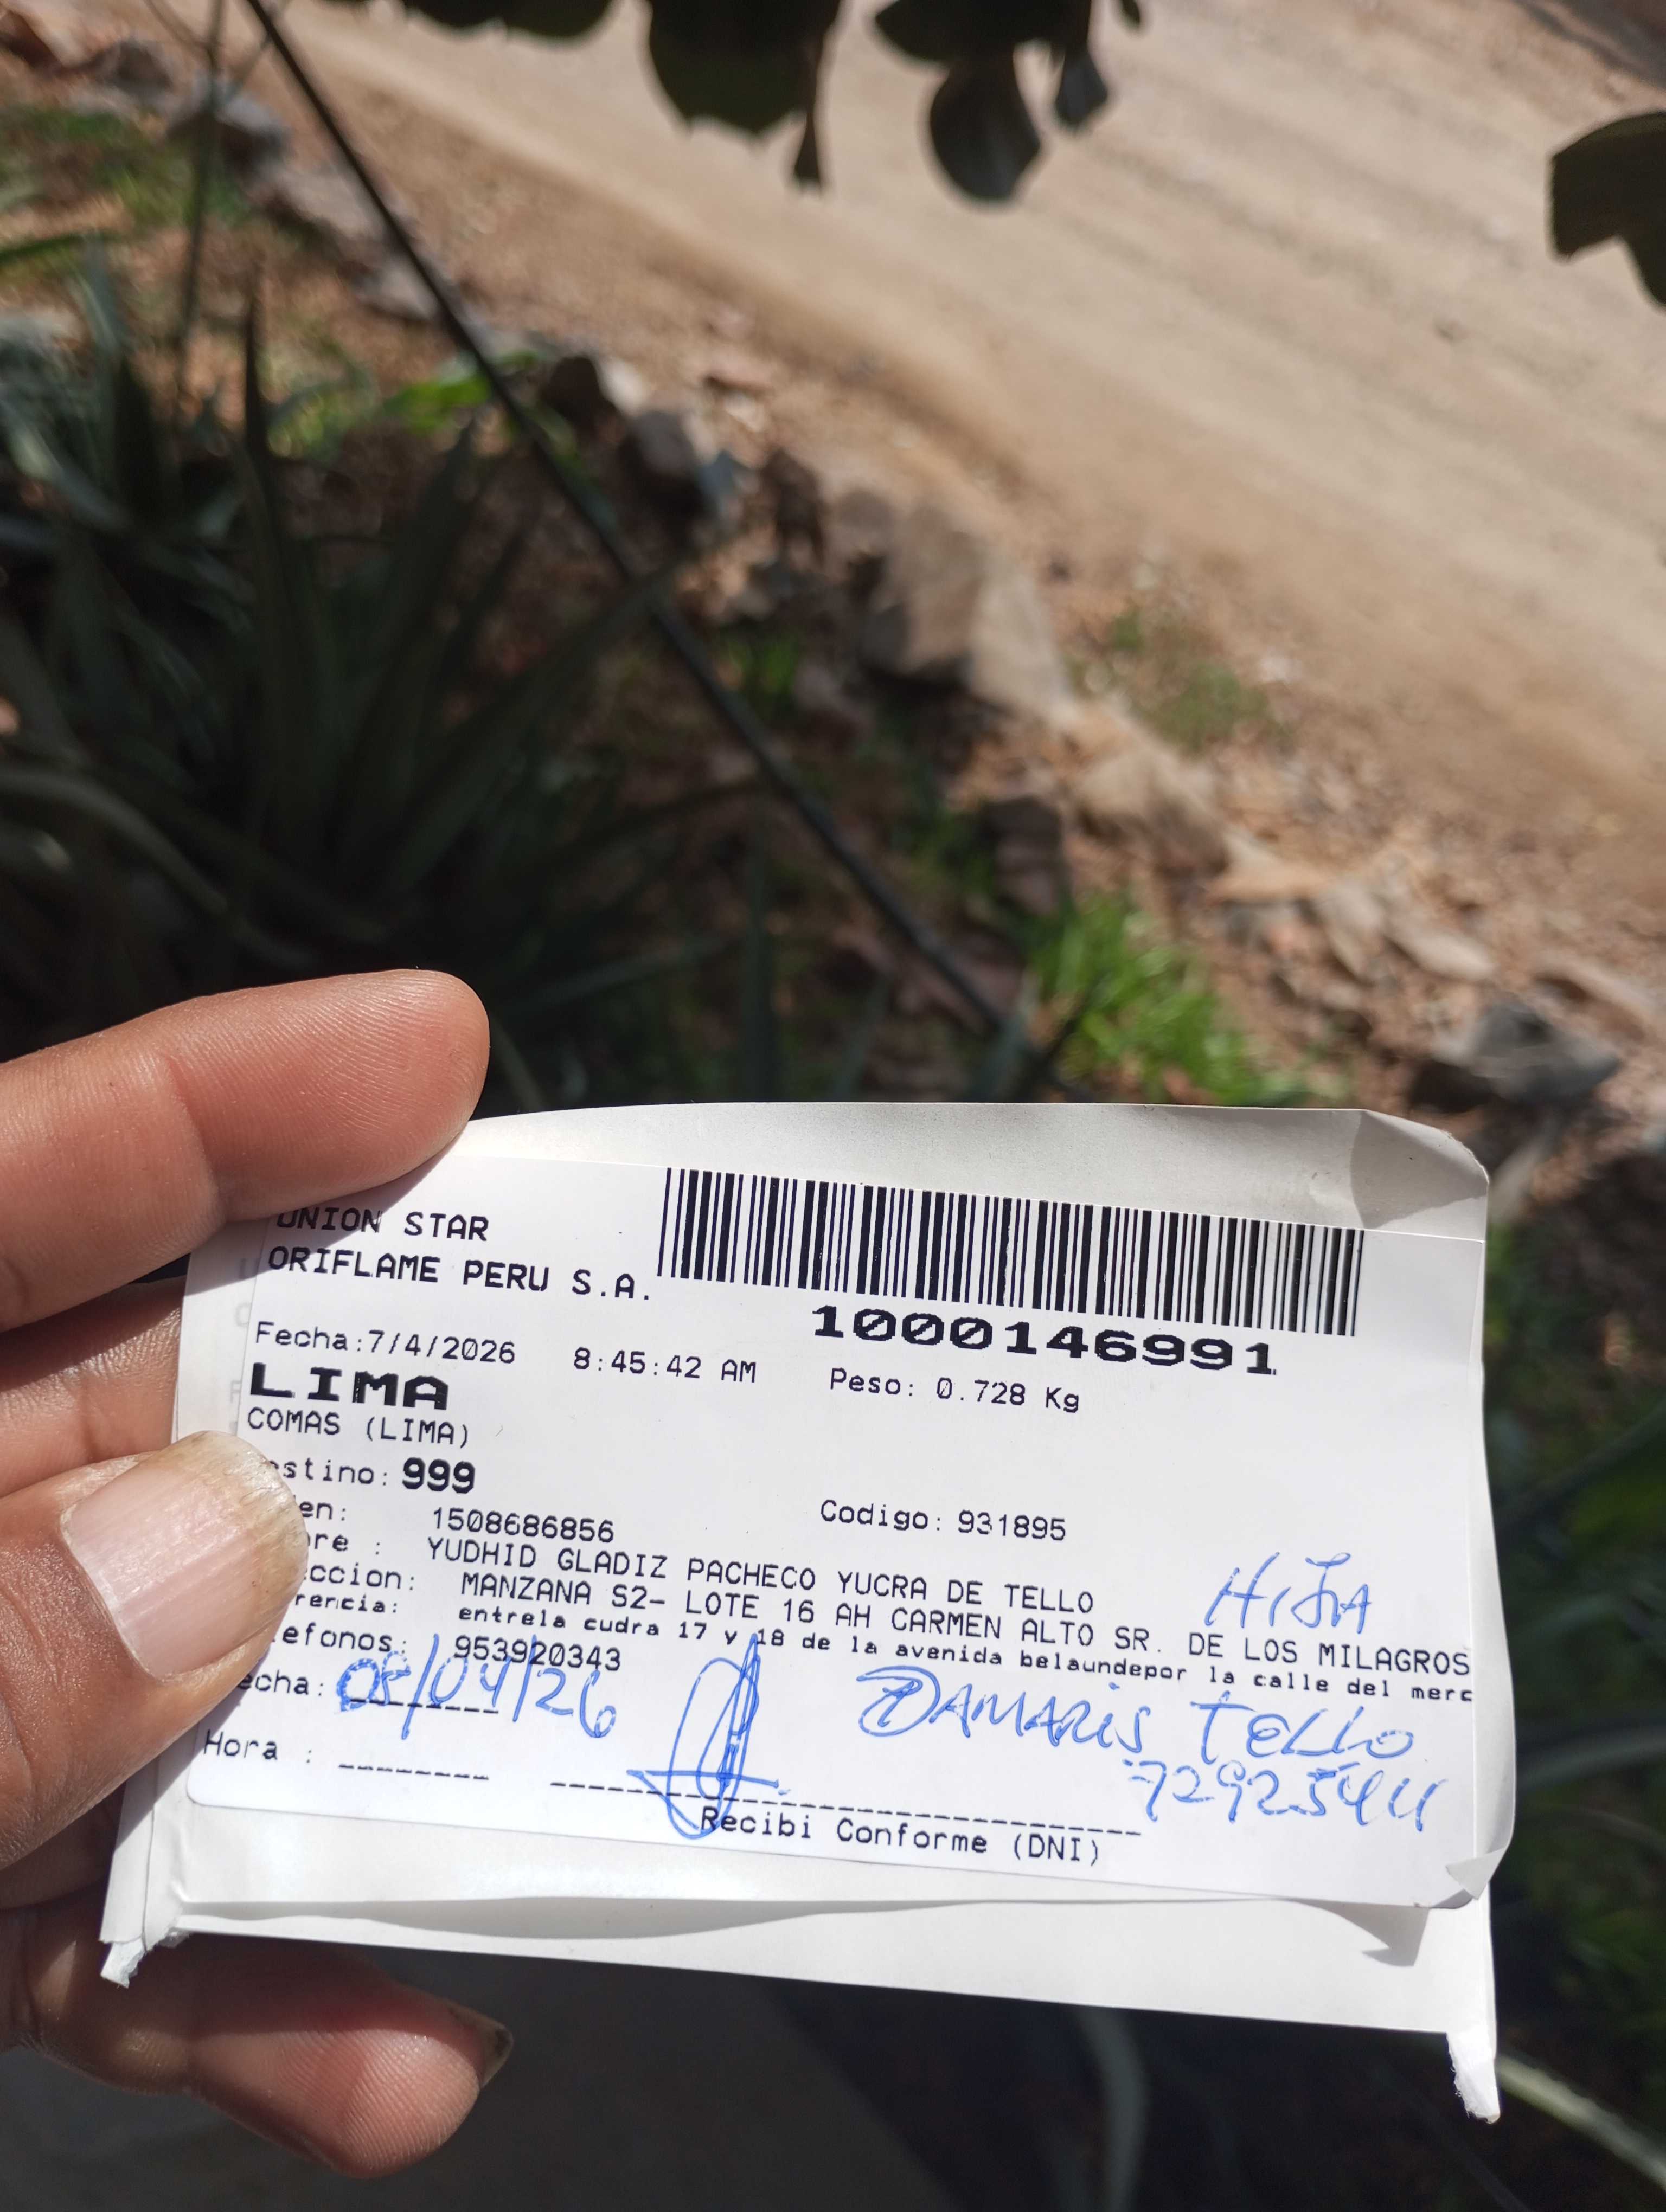 UNION STAR
ORIFLAME PERU S.A.
1000146991
Fecha:7/4/2026 8:45:42 AM Peso: 0.728 Kg
LIMA
COMAS (LIMA)
stino: 999
en: 1508686856 Codigo: 931895
re : YUDHID GLADIZ PACHECO YUCRA DE TELLO
HIJA
ccion: MANZANA S2- LOTE 16 AH CARMEN ALTO SR. DE LOS MILAGROS
rencia: entrela cudra 17 y 18 de la avenida belaundepor la calle del merc
efonos: 953920343
echa: 08/04/26
DAMARIS TELLO
Hora :
Recibi Conforme (DNI)